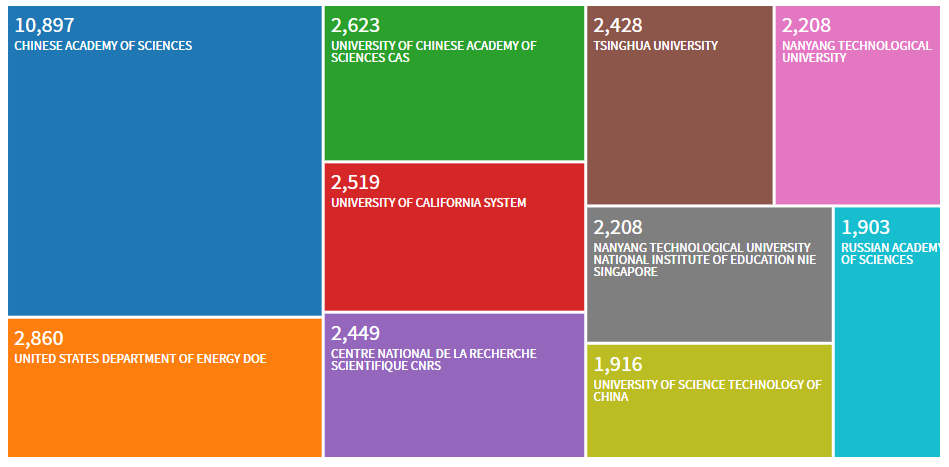 10,897
CHINESE ACADEMY OF SCIENCES
2,860
UNITED STATES DEPARTMENT OF ENERGY DOE
2,623
UNIVERSITY OF CHINESE ACADEMY OF
SCIENCES CAS
2,519
UNIVERSITY OF CALIFORNIA SYSTEM
2,449
CENTRE NATIONAL DE LA RECHERCHE
SCIENTIFIQUE CNRS
2,428
TSINGHUA UNIVERSITY
2,208
NANYANG TECHNOLOGICAL
UNIVERSITY
2,208
NANYANG TECHNOLOGICAL UNIVERSITY
NATIONAL INSTITUTE OF EDUCATION NIE
SINGAPORE
1,916
UNIVERSITY OF SCIENCE TECHNOLOGY OF
CHINA
1,903
RUSSIAN ACADEMY
OF SCIENCES